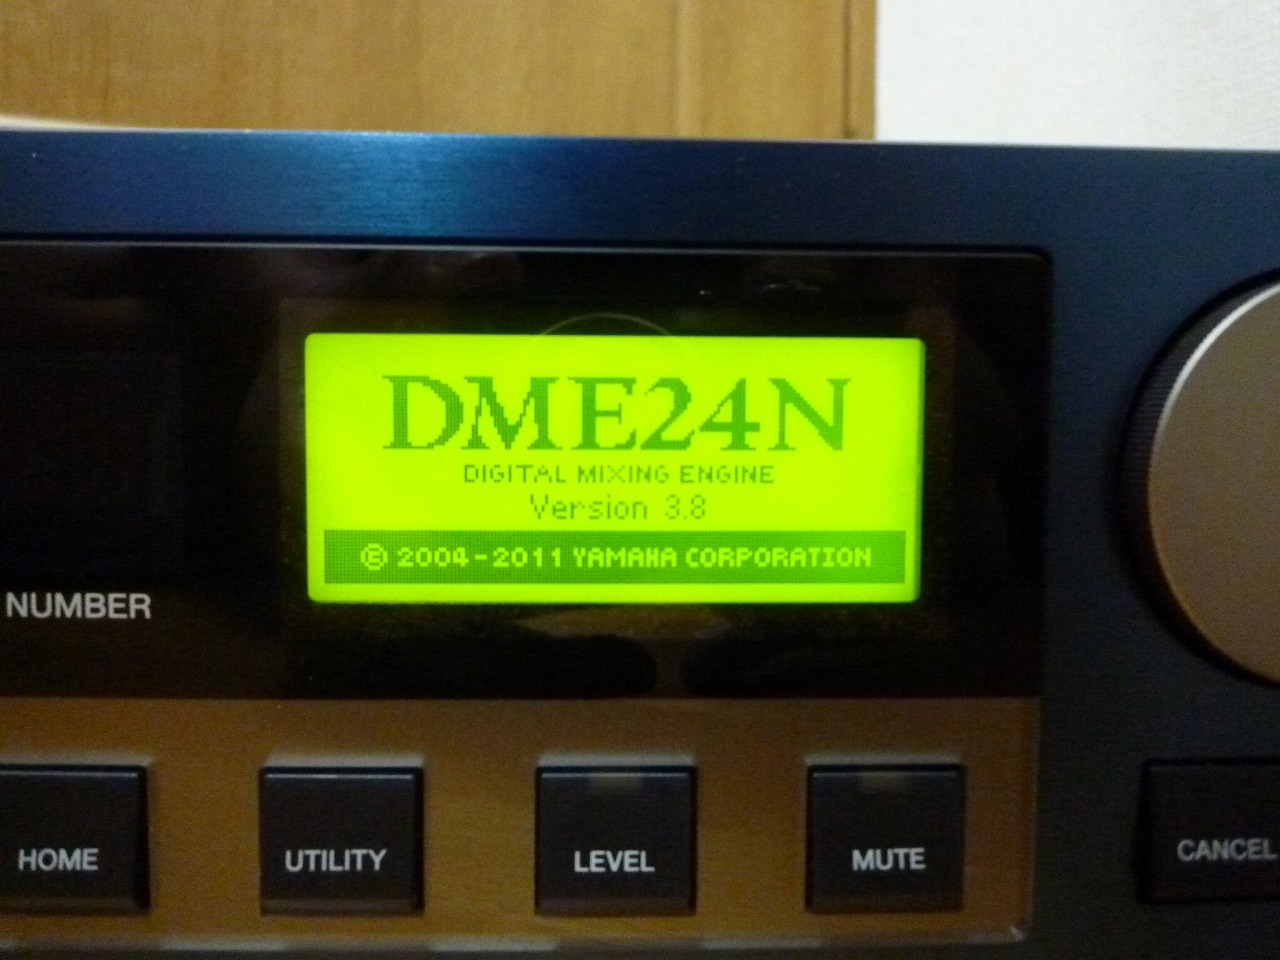 DME24N
DIGITAL MIXING ENGINE
Version 3.8
© 2004-2011 YAMAHA CORPORATION
NUMBER
HOME
UTILITY
LEVEL
MUTE
CANCEL